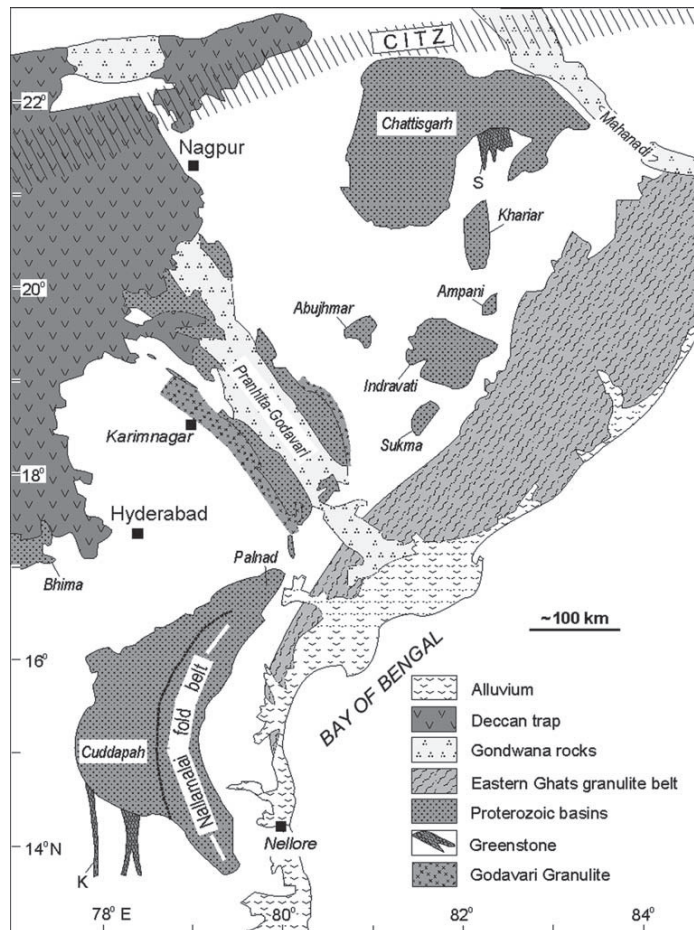 CITZ
22°
Chattisgarh
Mahanadi
Nagpur
S
Khariar
20°
Ampani
Abujhmar
Indravati
Pranhita-Godavari
Sukma
Karimnagar
18°
Hyderabad
Bhima
Palnad
~100 km
16°
BAY OF BENGAL
Nallamalai fold belt
Cuddapah
Alluvium
Deccan trap
Gondwana rocks
Eastern Ghats granulite belt
Proterozoic basins
Greenstone
Godavari Granulite
14°N
Nellore
K
78° E
80°
82°
84°